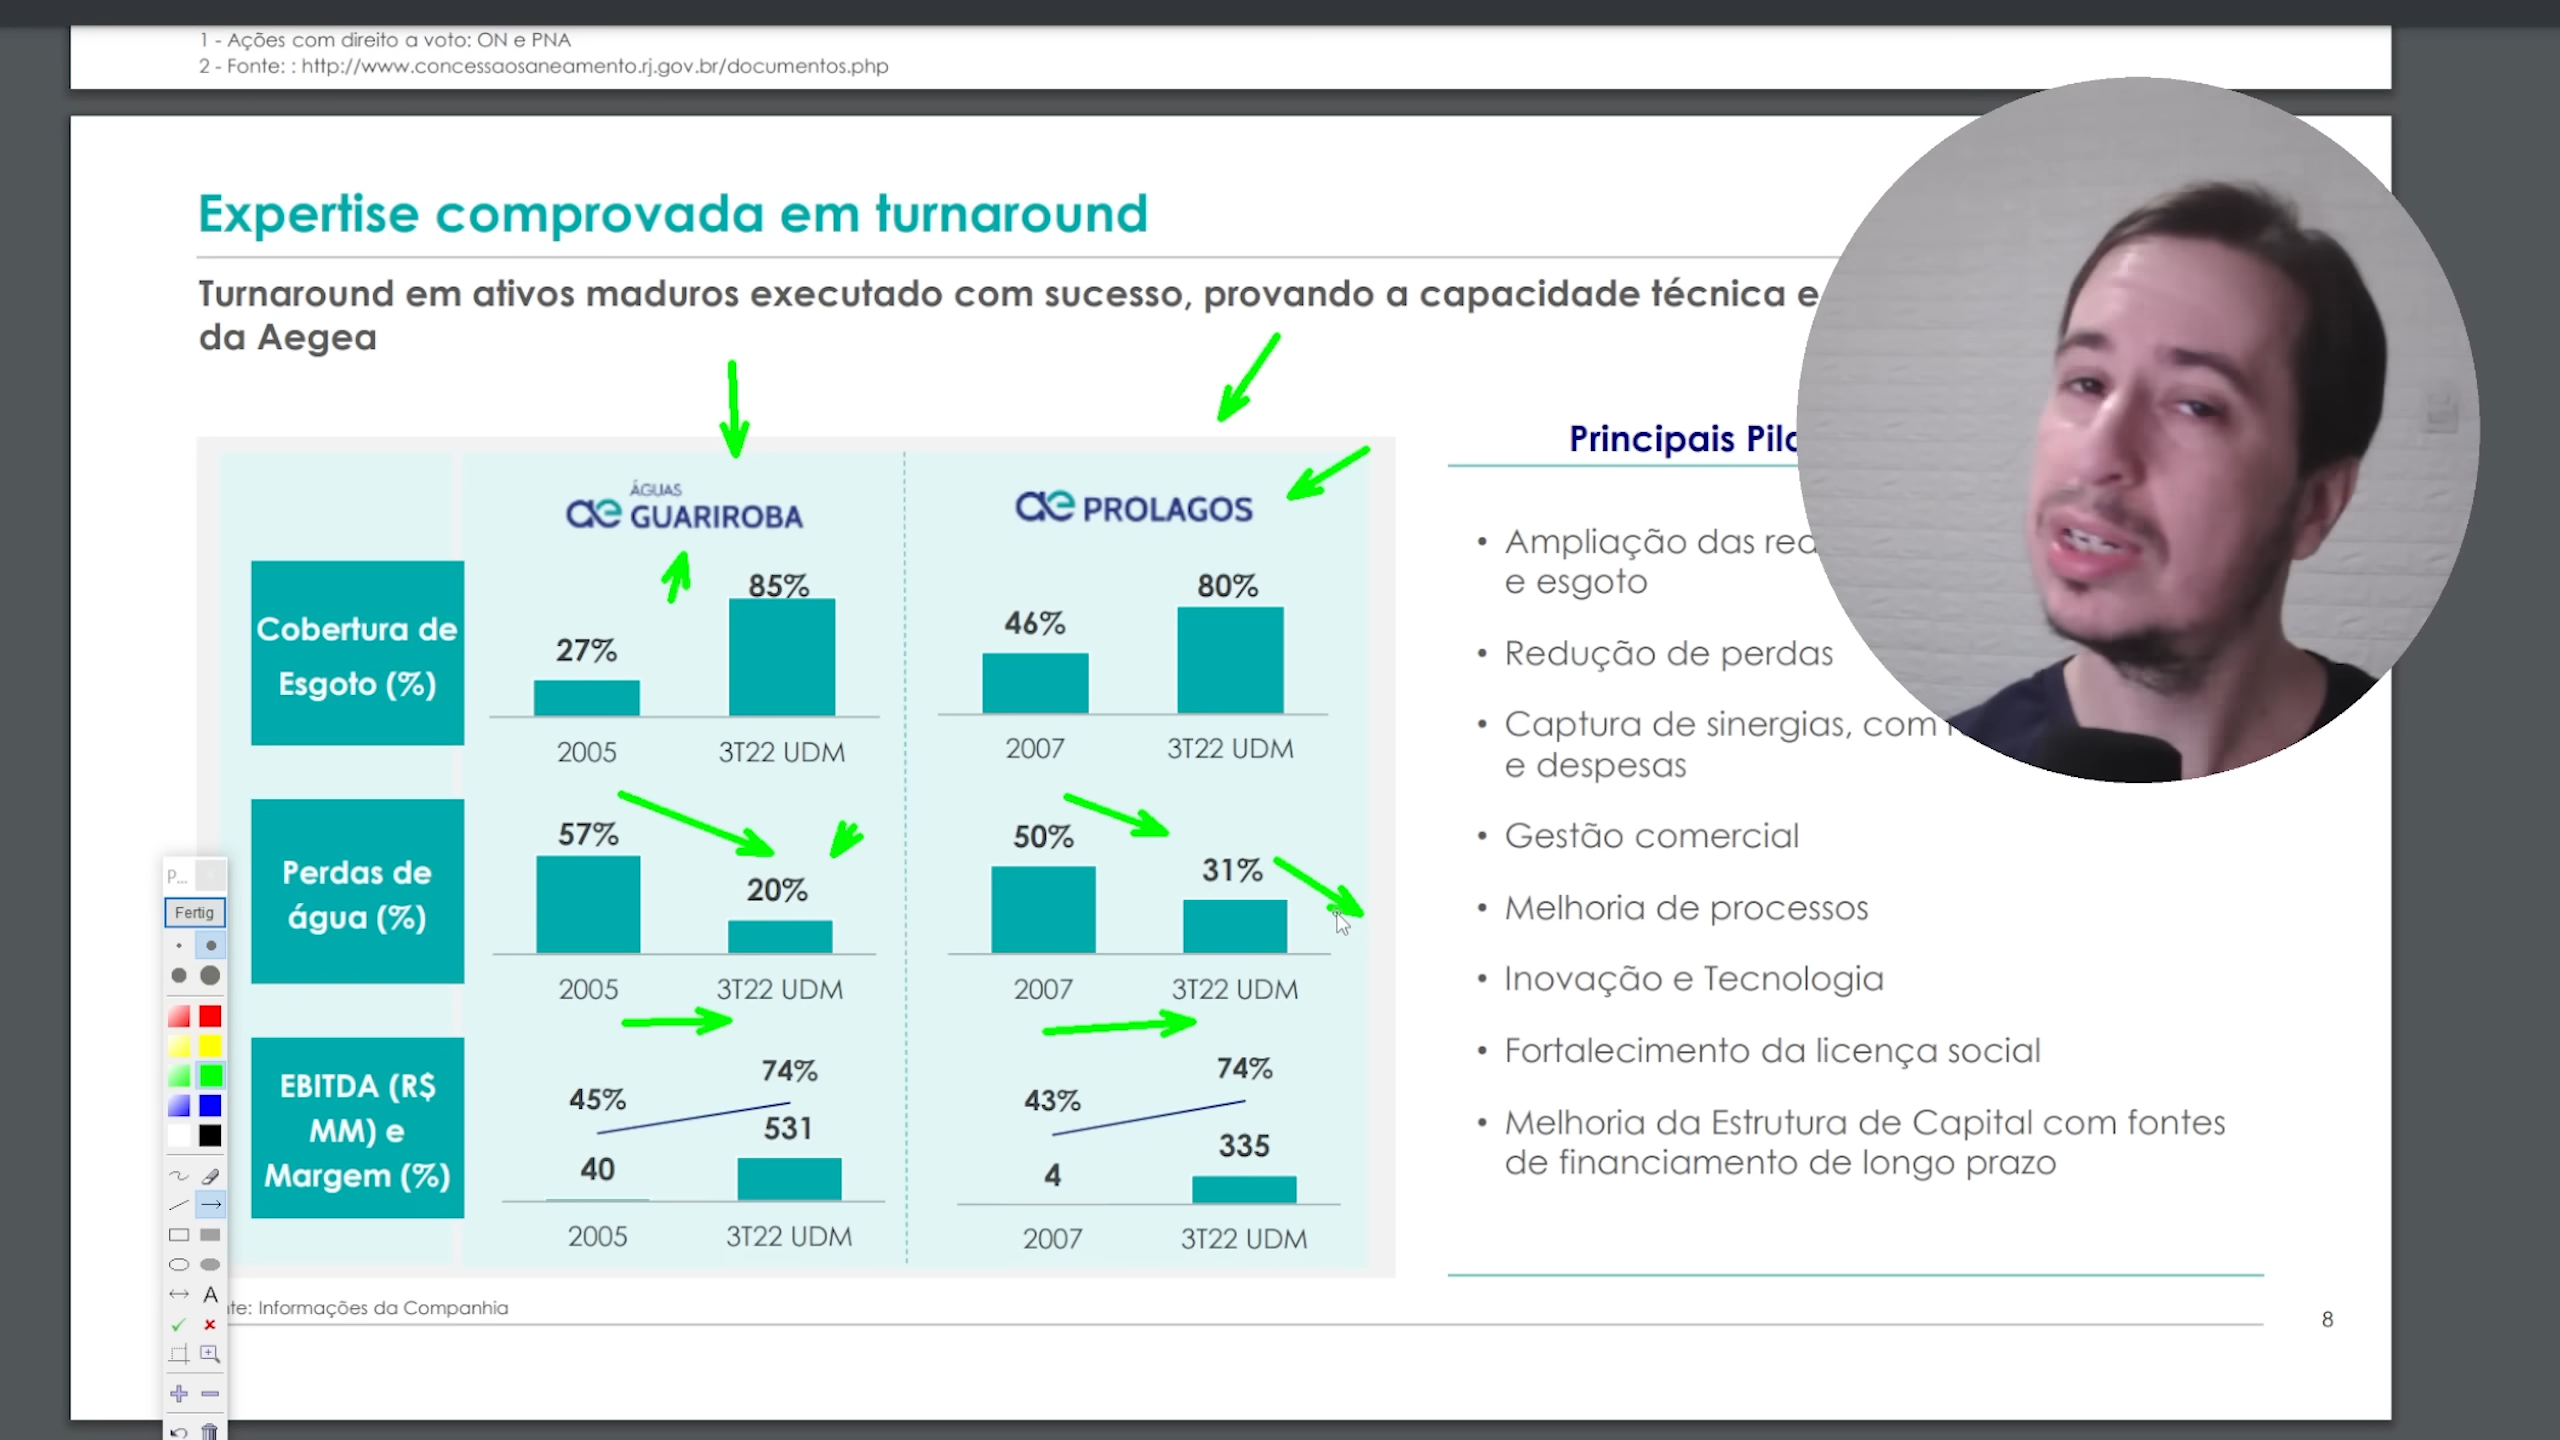 1 - Ações com direito a voto: ON e PNA
2 - Fonte: : http://www.concessaosaneamento.rj.gov.br/documentos.php
Expertise comprovada em turnaround
Turnaround em ativos maduros executado com sucesso, provando a capacidade técnica e
da Aegea
ae ÁGUAS GUARIROBA
ae PROLAGOS
Cobertura de
Esgoto (%)
27%
85%
2005
3T22 UDM
46%
80%
2007
3T22 UDM
Perdas de
água (%)
57%
20%
2005
3T22 UDM
50%
31%
2007
3T22 UDM
EBITDA (R$
MM) e
Margem (%)
45%
74%
40
531
2005
3T22 UDM
43%
74%
4
335
2007
3T22 UDM
Principais
• Ampliação das
e esgoto
• Redução de perdas
• Captura de sinergias, com
e despesas
• Gestão comercial
• Melhoria de processos
• Inovação e Tecnologia
• Fortalecimento da licença social
• Melhoria da Estrutura de Capital com fontes
de financiamento de longo prazo
Informações da Companhia
8
P...
Fertig
A